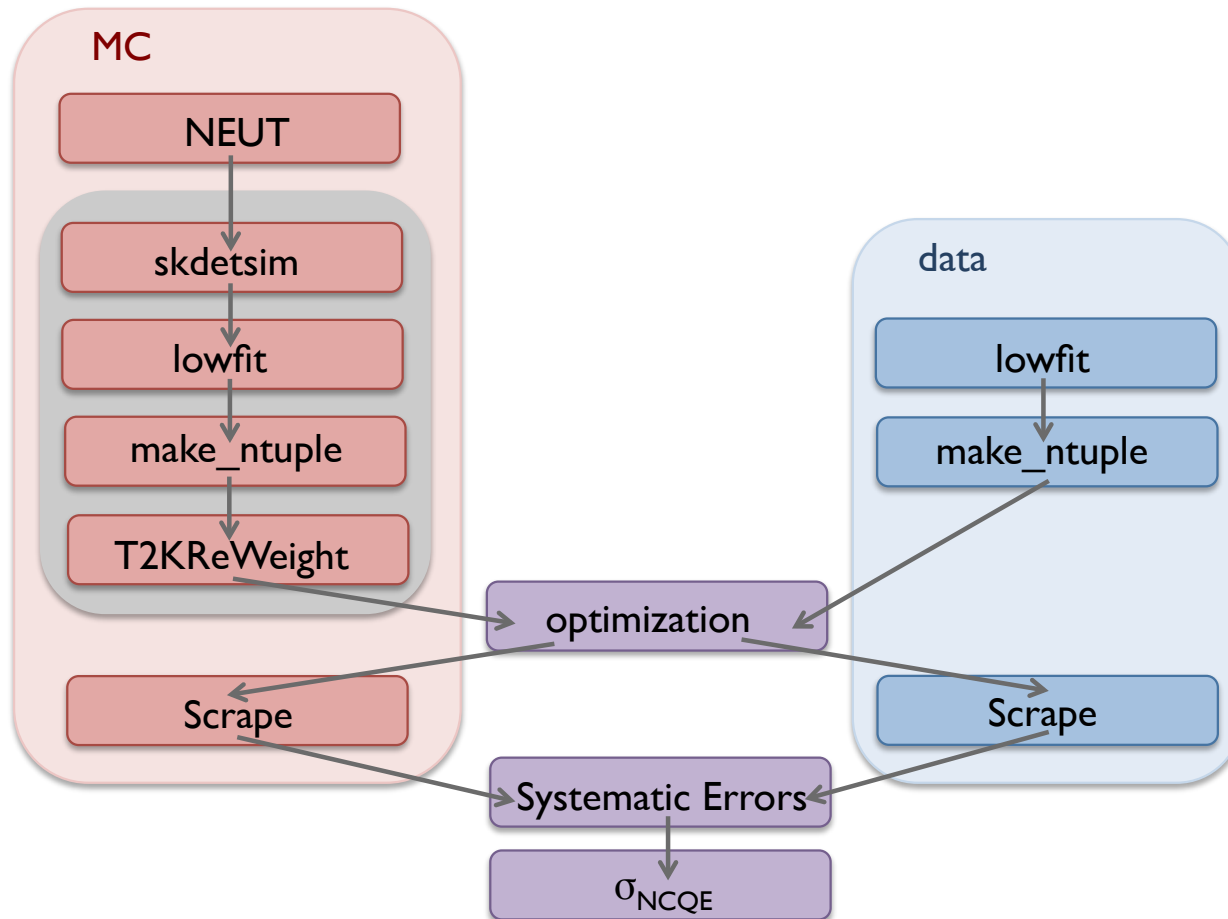 MC
NEUT
skdetsim
lowfit
make_ntuple
T2KReWeight
data
lowfit
make_ntuple
optimization
Scrape
Scrape
Systematic Errors
σNCQE